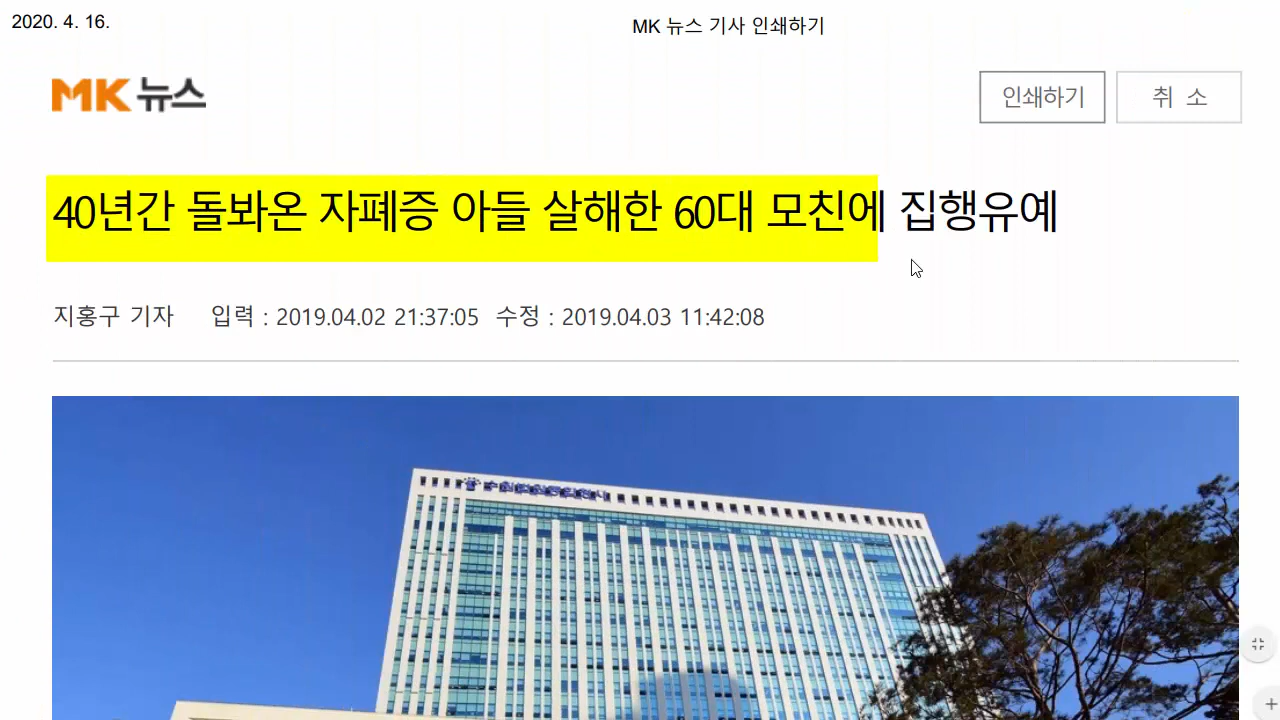 2020. 4. 16.
MK 뉴스 기사 인쇄하기
MK 뉴스
인쇄하기
취 소
40년간 돌봐온 자폐증 아들 살해한 60대 모친에 집행유예
지홍구 기자 입력 : 2019.04.02 21:37:05 수정 : 2019.04.03 11:42:08